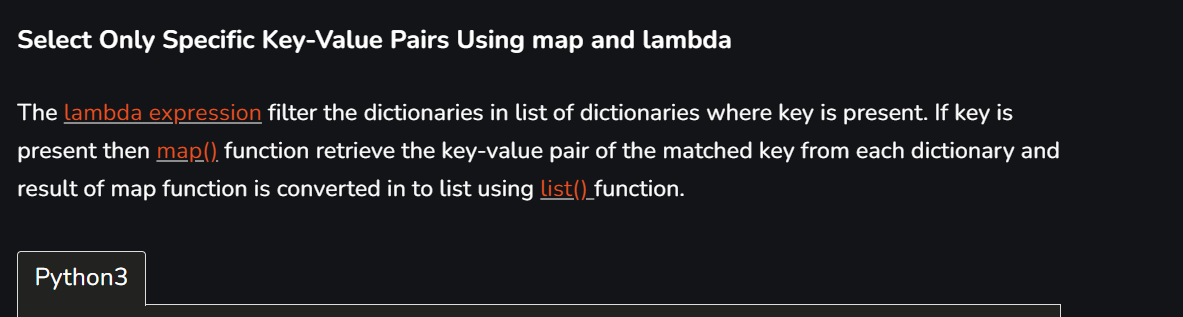 Select Only Specific Key-Value Pairs Using map and lambda
The lambda expression filter the dictionaries in list of dictionaries where key is present. If key is
present then map() function retrieve the key-value pair of the matched key from each dictionary and
result of map function is converted in to list using list() function.
Python3